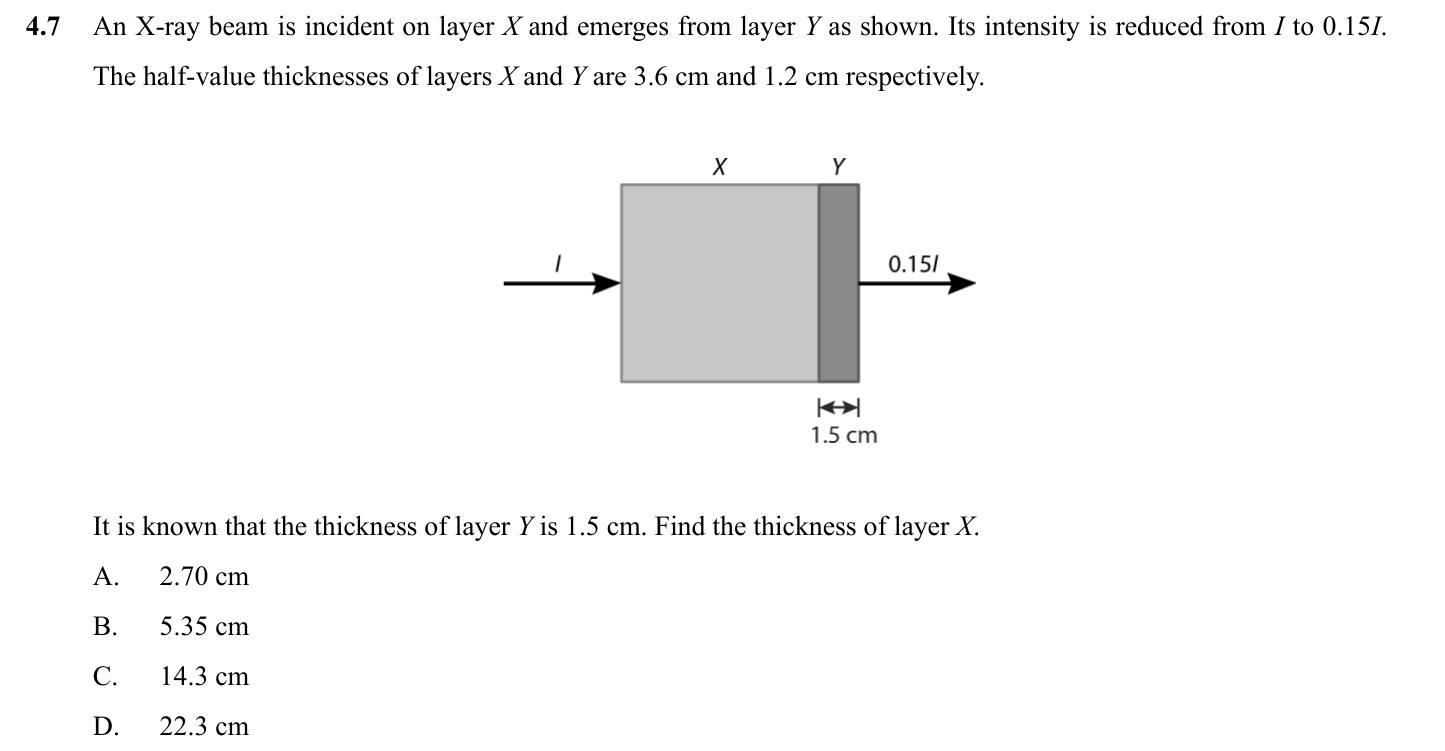 4.7 An X-ray beam is incident on layer X and emerges from layer Y as shown. Its intensity is reduced from I to 0.15I.
The half-value thicknesses of layers X and Y are 3.6 cm and 1.2 cm respectively.
X Y
I 0.15I
1.5 cm
It is known that the thickness of layer Y is 1.5 cm. Find the thickness of layer X.
A. 2.70 cm
B. 5.35 cm
C. 14.3 cm
D. 22.3 cm